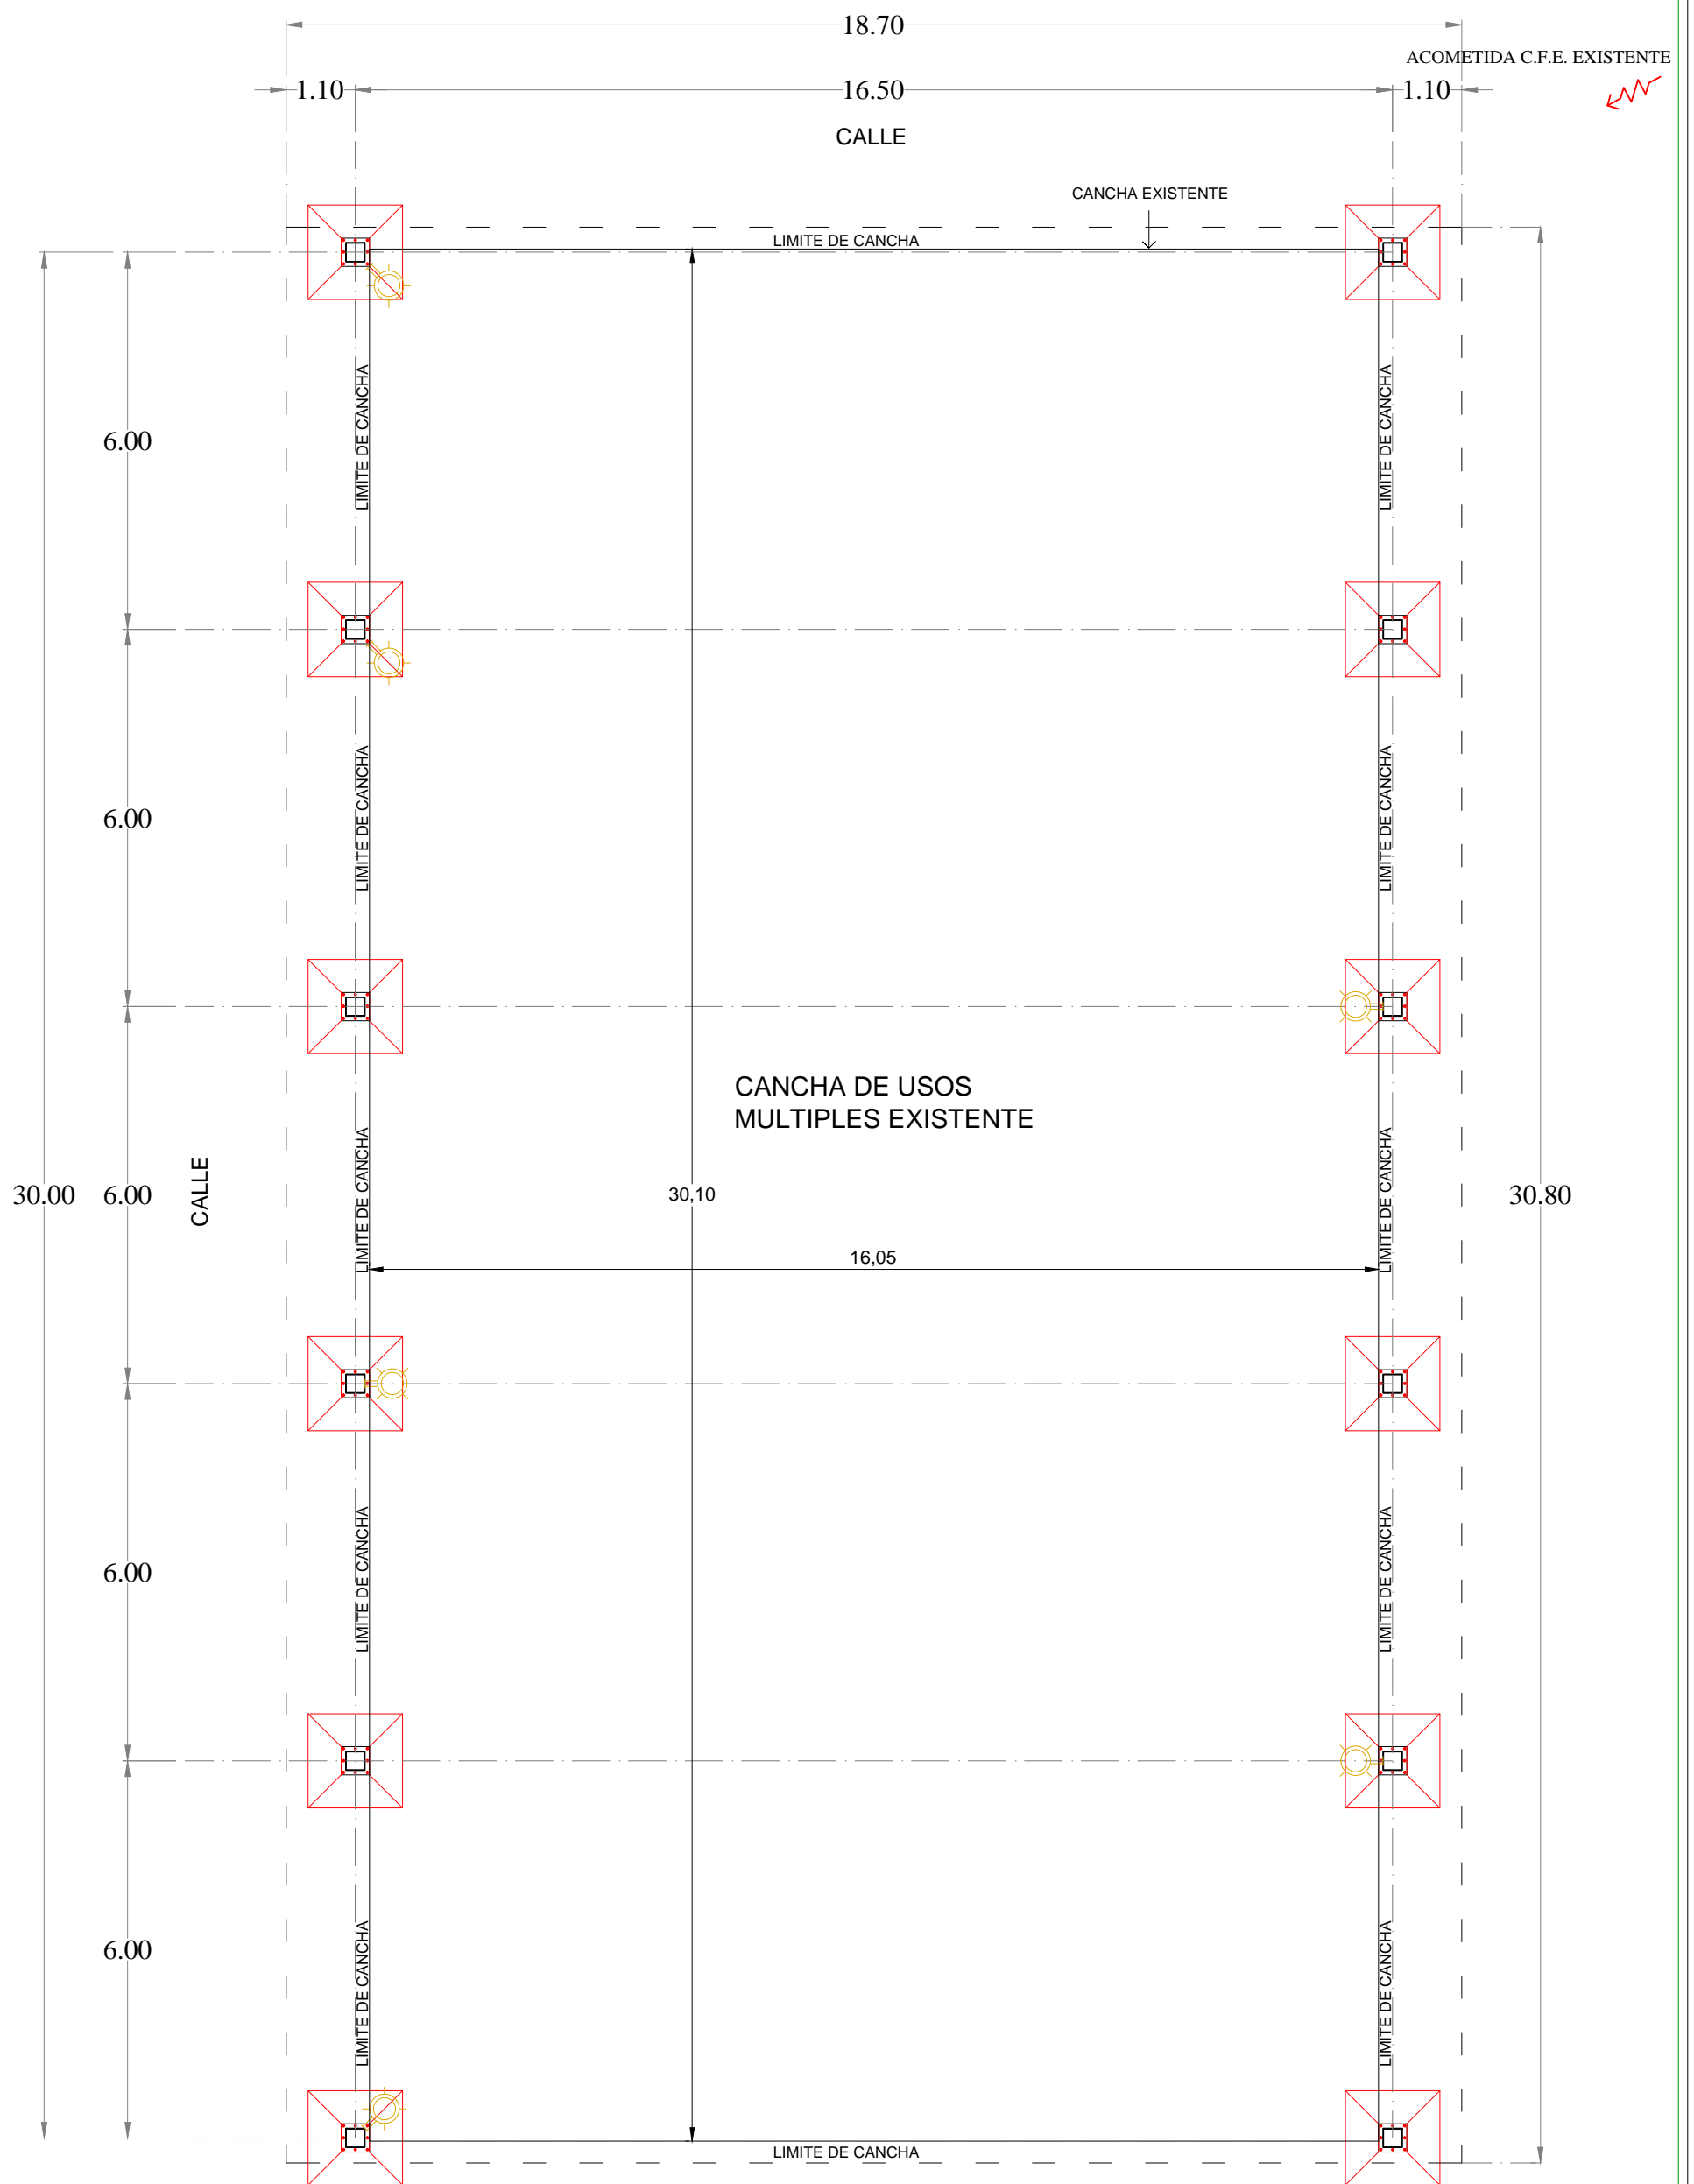 18.70
ACOMETIDA C.F.E. EXISTENTE
1.10
16.50
1.10
CALLE
CANCHA EXISTENTE
LIMITE DE CANCHA
LIMITE DE CANCHA
LIMITE DE CANCHA
6.00
LIMITE DE CANCHA
LIMITE DE CANCHA
6.00
CANCHA DE USOS
MULTIPLES EXISTENTE
LIMITE DE CANCHA
LIMITE DE CANCHA
30.00
6.00
CALLE
30,10
30.80
16,05
LIMITE DE CANCHA
LIMITE DE CANCHA
6.00
LIMITE DE CANCHA
LIMITE DE CANCHA
6.00
LIMITE DE CANCHA